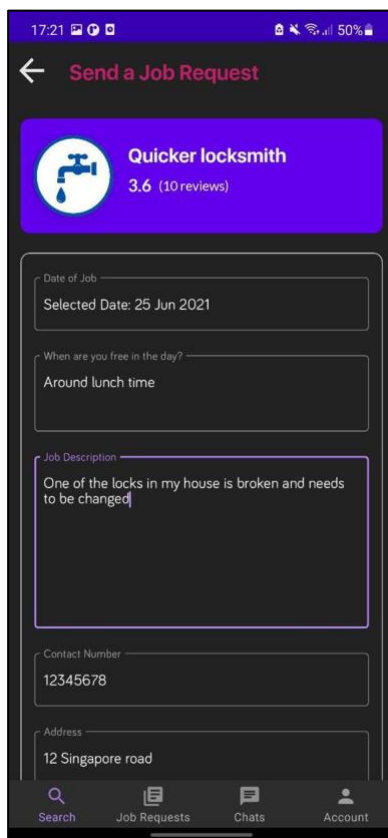 17:21 50%
Send a Job Request
Quicker locksmith
3.6 (10 reviews)
Date of Job
Selected Date: 25 Jun 2021
When are you free in the day?
Around lunch time
Job Description
One of the locks in my house is broken and needs
to be changed
Contact Number
12345678
Address
12 Singapore road
Search Job Requests Chats Account